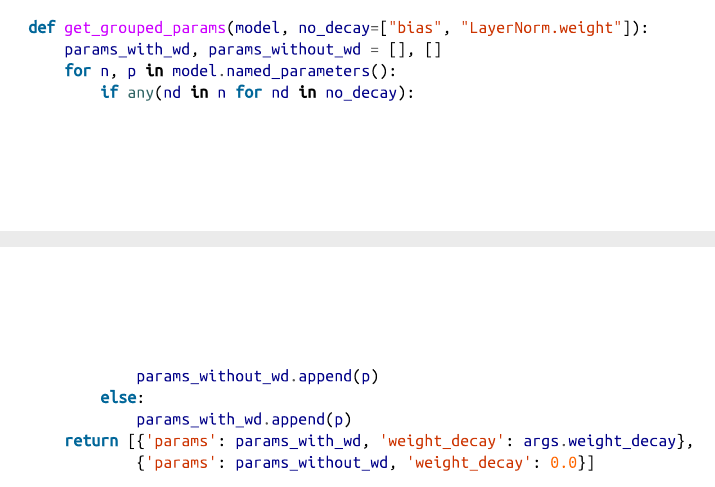 def get_grouped_params(model, no_decay=["bias", "LayerNorm.weight"]):
    params_with_wd, params_without_wd = [], []
    for n, p in model.named_parameters():
        if any(nd in n for nd in no_decay):
            params_without_wd.append(p)
        else:
            params_with_wd.append(p)
    return [{'params': params_with_wd, 'weight_decay': args.weight_decay},
            {'params': params_without_wd, 'weight_decay': 0.0}]